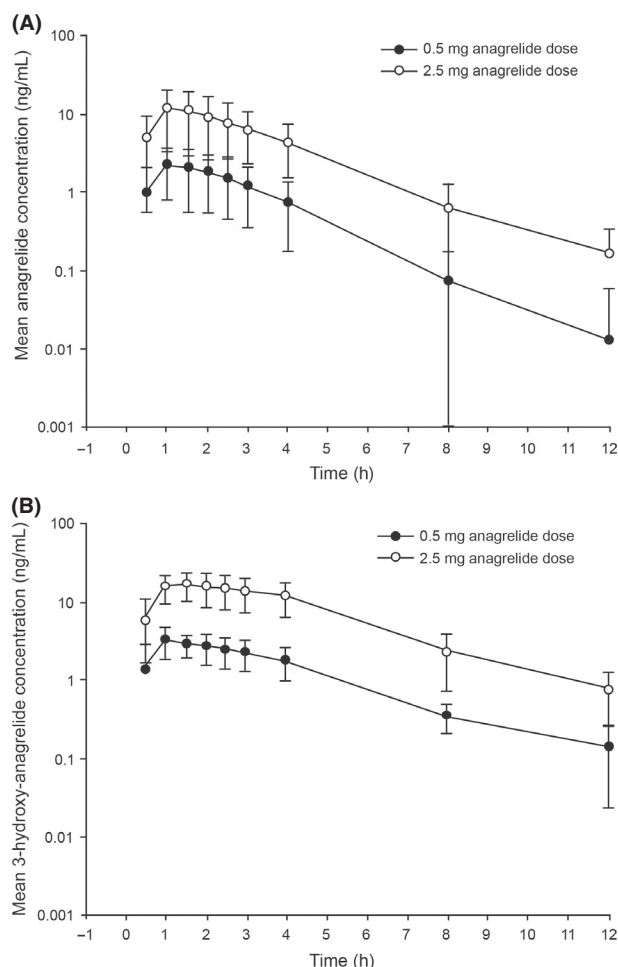 (A)
Mean anagrelide concentration (ng/mL)
100
10
1
0.1
0.01
0.001
0.5 mg anagrelide dose
2.5 mg anagrelide dose
–1 0 1 2 3 4 5 6 7 8 9 10 11 12
Time (h)
(B)
Mean 3-hydroxy-anagrelide concentration (ng/mL)
100
10
1
0.1
0.01
0.001
0.5 mg anagrelide dose
2.5 mg anagrelide dose
–1 0 1 2 3 4 5 6 7 8 9 10 11 12
Time (h)